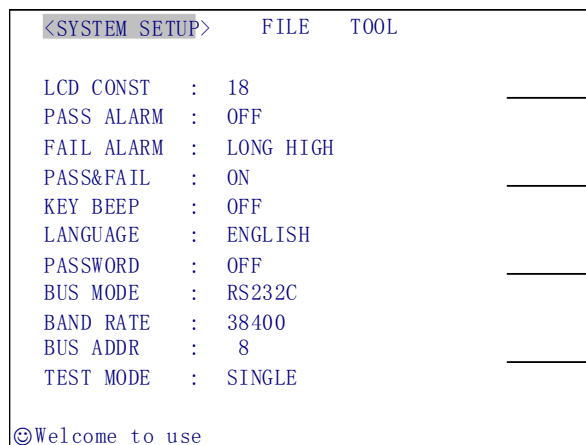 <SYSTEM SETUP> FILE TOOL
LCD CONST : 18
PASS ALARM : OFF
FAIL ALARM : LONG HIGH
PASS&FAIL : ON
KEY BEEP : OFF
LANGUAGE : ENGLISH
PASSWORD : OFF
BUS MODE : RS232C
BAND RATE : 38400
BUS ADDR : 8
TEST MODE : SINGLE
☺Welcome to use